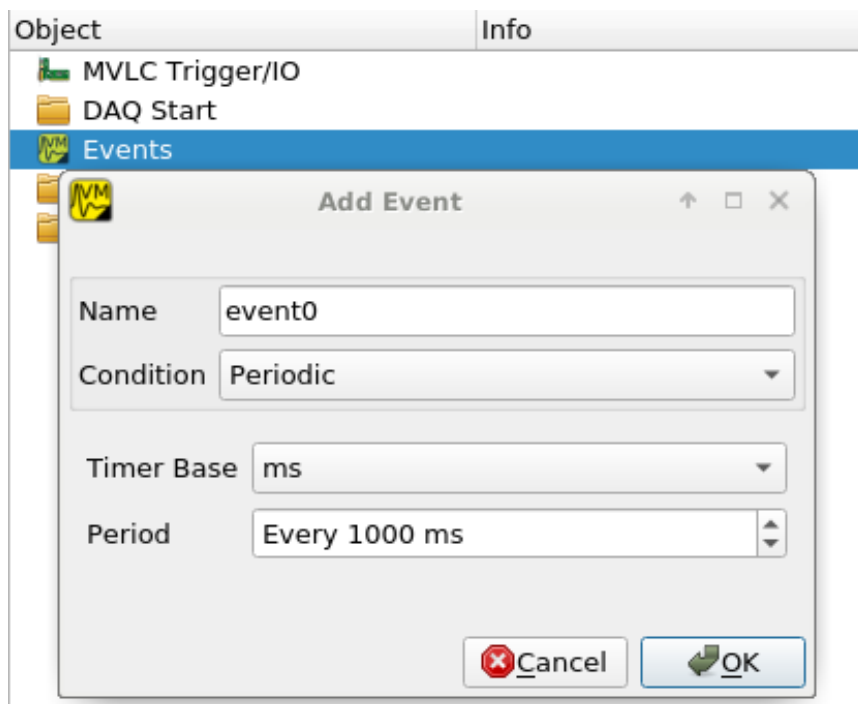 Object Info
MVLC Trigger/IO
DAQ Start
Events
Add Event
Name event0
Condition Periodic
Timer Base ms
Period Every 1000 ms
Cancel OK